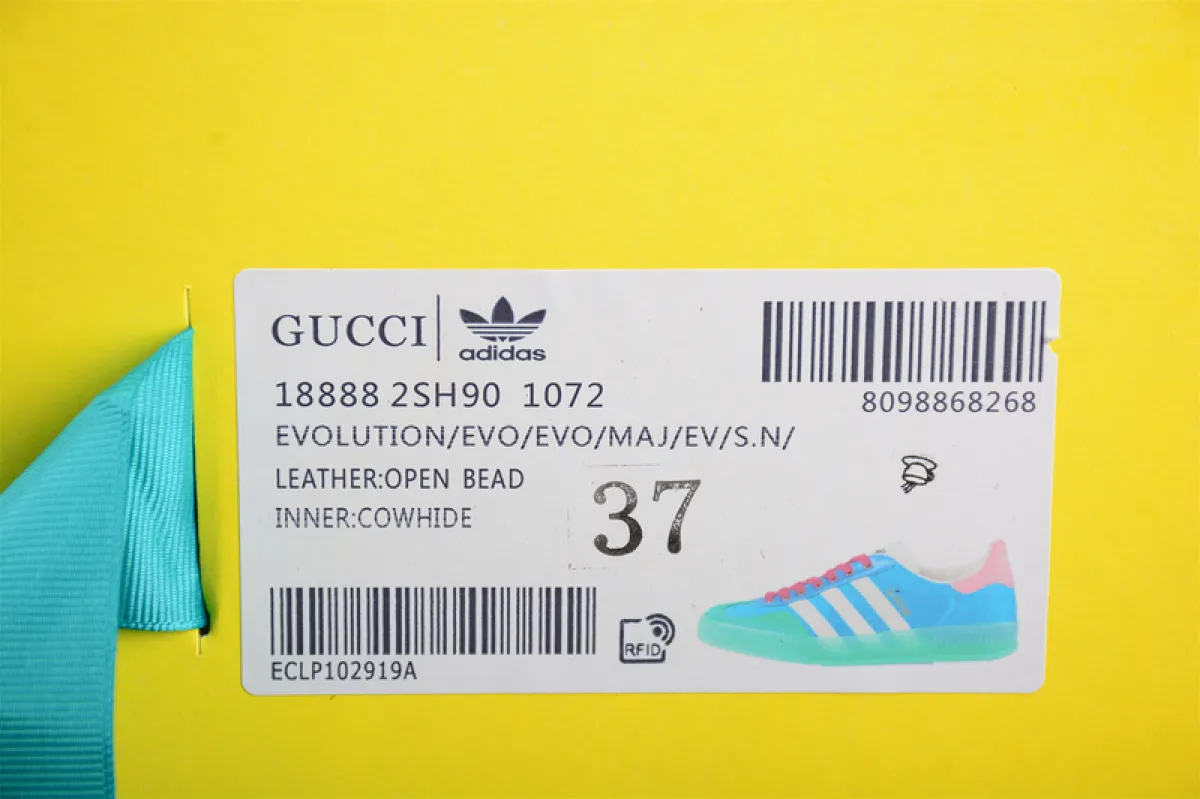 GUCCI adidas
18888 2SH90 1072
EVOLUTION/EVO/EVO/MAJ/EV/S.N/
LEATHER:OPEN BEAD
INNER:COWHIDE
37
8098868268
ECLP102919A
RFID